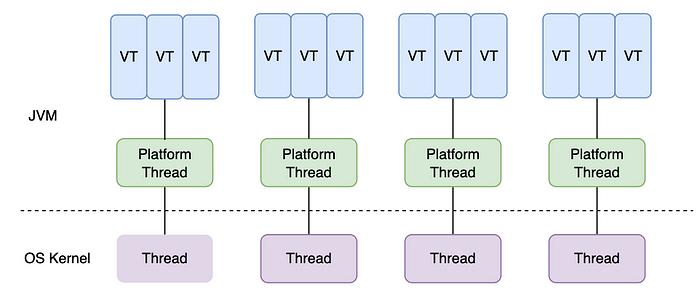 VT VT VT VT VT VT VT VT VT VT VT VT
JVM
Platform Platform Platform Platform
Thread Thread Thread Thread
OS Kernel Thread Thread Thread Thread